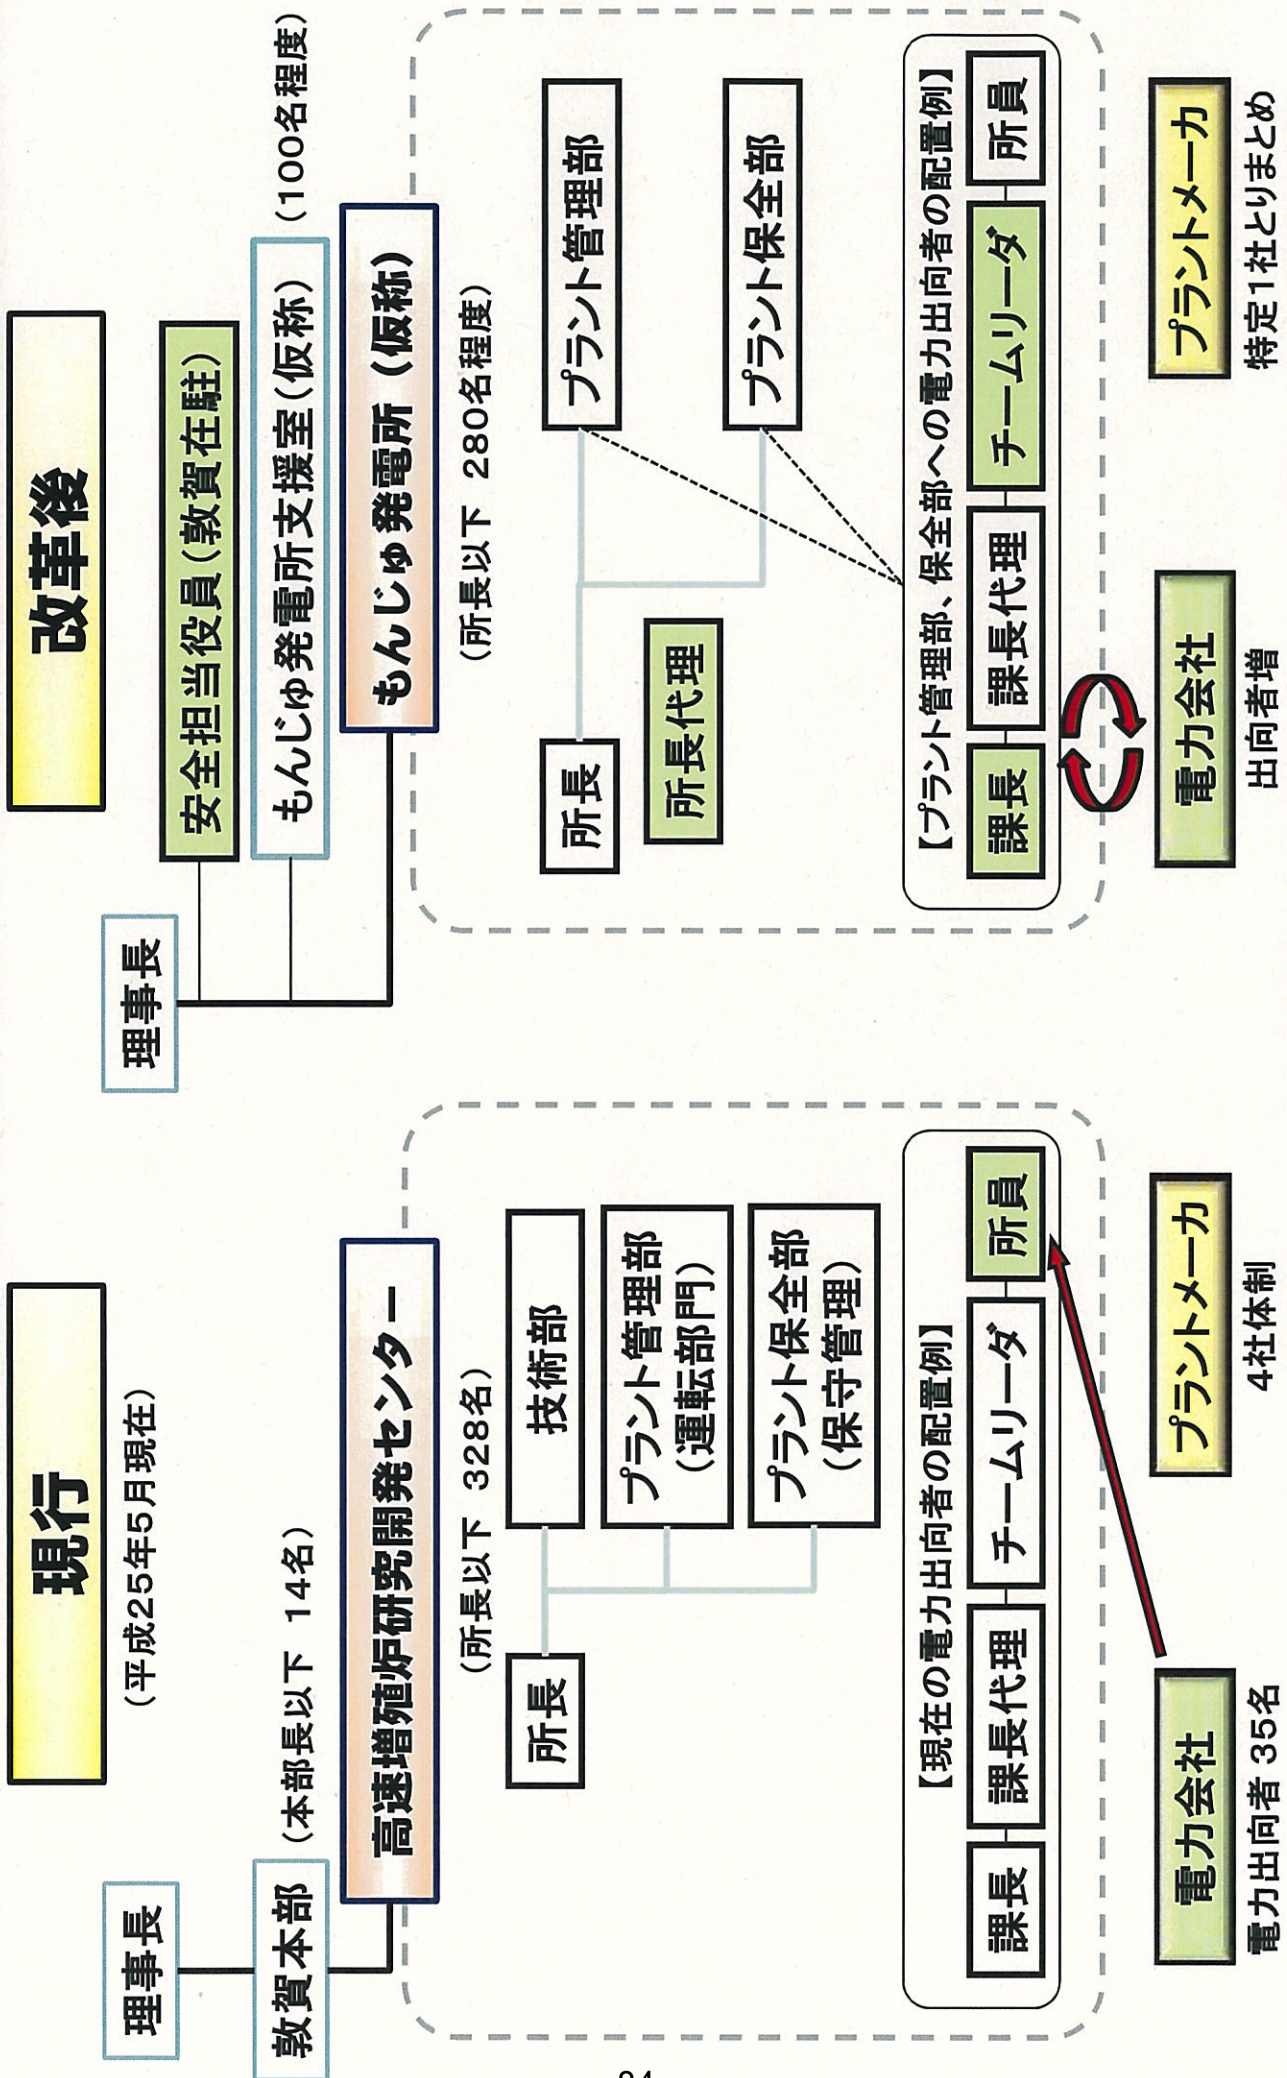 現行
(平成25年5月現在)
理事長
敦賀本部
(本部長以下 14名)
高速増殖炉研究開発センター
(所長以下 328名)
所長
技術部
プラント管理部
(運転部門)
プラント保全部
(保守管理)
【現在の電力出向者の配置例】
課長
課長代理
チームリーダ
所員
電力会社
電力出向者 35名
プラントメーカ
4社体制
改革後
理事長
安全担当役員(敦賀在駐)
もんじゅ発電所支援室(仮称)
(100名程度)
もんじゅ発電所(仮称)
(所長以下 280名程度)
所長
所長代理
プラント管理部
プラント保全部
【プラント管理部、保全部への電力出向者の配置例】
課長
課長代理
チームリーダ
所員
電力会社
出向者増
プラントメーカ
特定1社とりまとめ